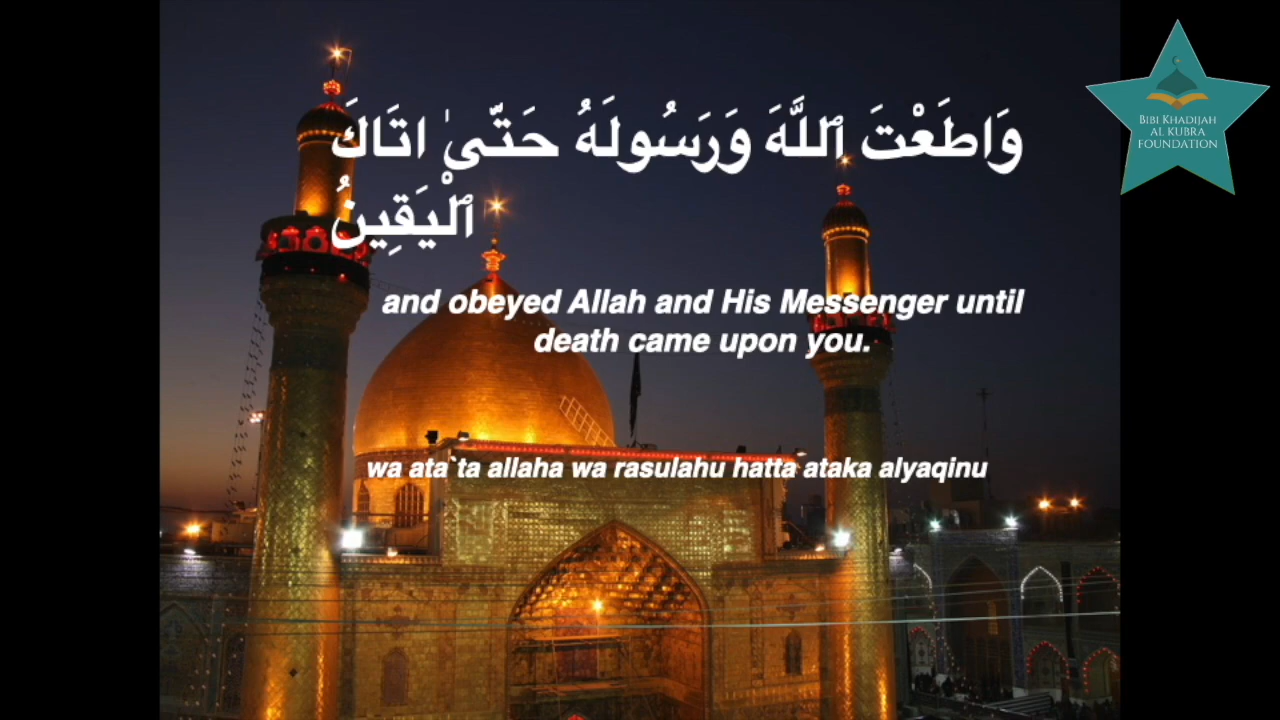 وَاطَعْتَ ٱللَّهَ وَرَسُولَهُ حَتَّىٰ اتَاكَ
ٱلْيَقِينُ
and obeyed Allah and His Messenger until
death came upon you.
wa ata`ta allaha wa rasulahu hatta ataka alyaqinu
BIBI KHADIJAH
AL KUBRA
FOUNDATION